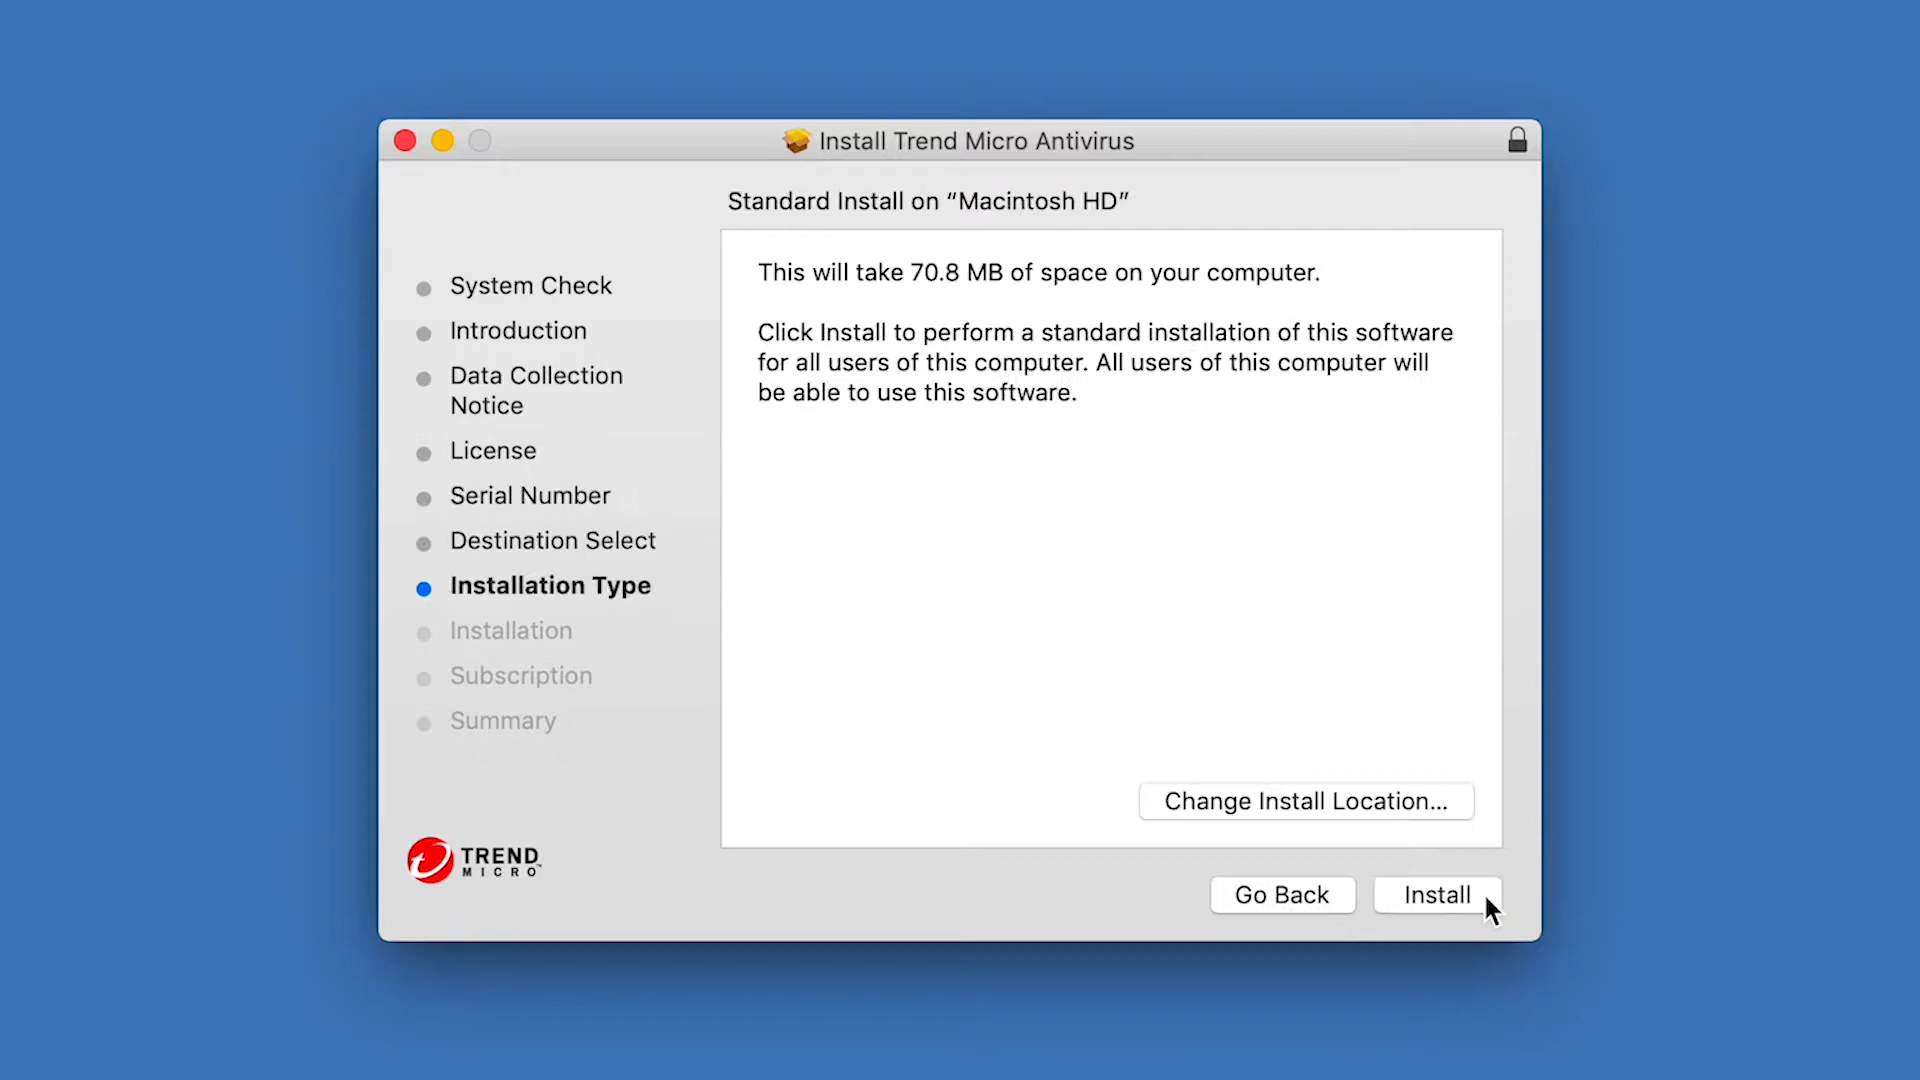 Install Trend Micro Antivirus
Standard Install on “Macintosh HD”
System Check
Introduction
Data Collection
Notice
License
Serial Number
Destination Select
Installation Type
Installation
Subscription
Summary
This will take 70.8 MB of space on your computer.
Click Install to perform a standard installation of this software
for all users of this computer. All users of this computer will
be able to use this software.
Change Install Location...
TREND
MICRO™
Go Back
Install